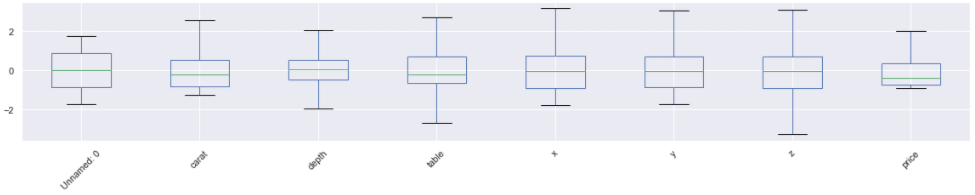 2
0
−2
Unnamed: 0
carat
depth
table
x
y
z
price